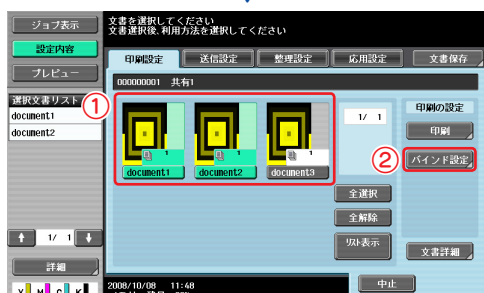 ジョブ表示
設定内容
プレビュー
選択文書リスト
document1
document2
1/ 1
詳細
文書を選択してください
文書選択後、利用方法を選択してください
印刷設定
送信設定
整理設定
応用設定
文書保存
000000001 共有1
①
1
document1
1
document2
1
document3
1/ 1
全選択
全解除
リスト表示
印刷の設定
印刷
②
バインド設定
文書詳細
中止
2008/10/08 11:48
Y M C K